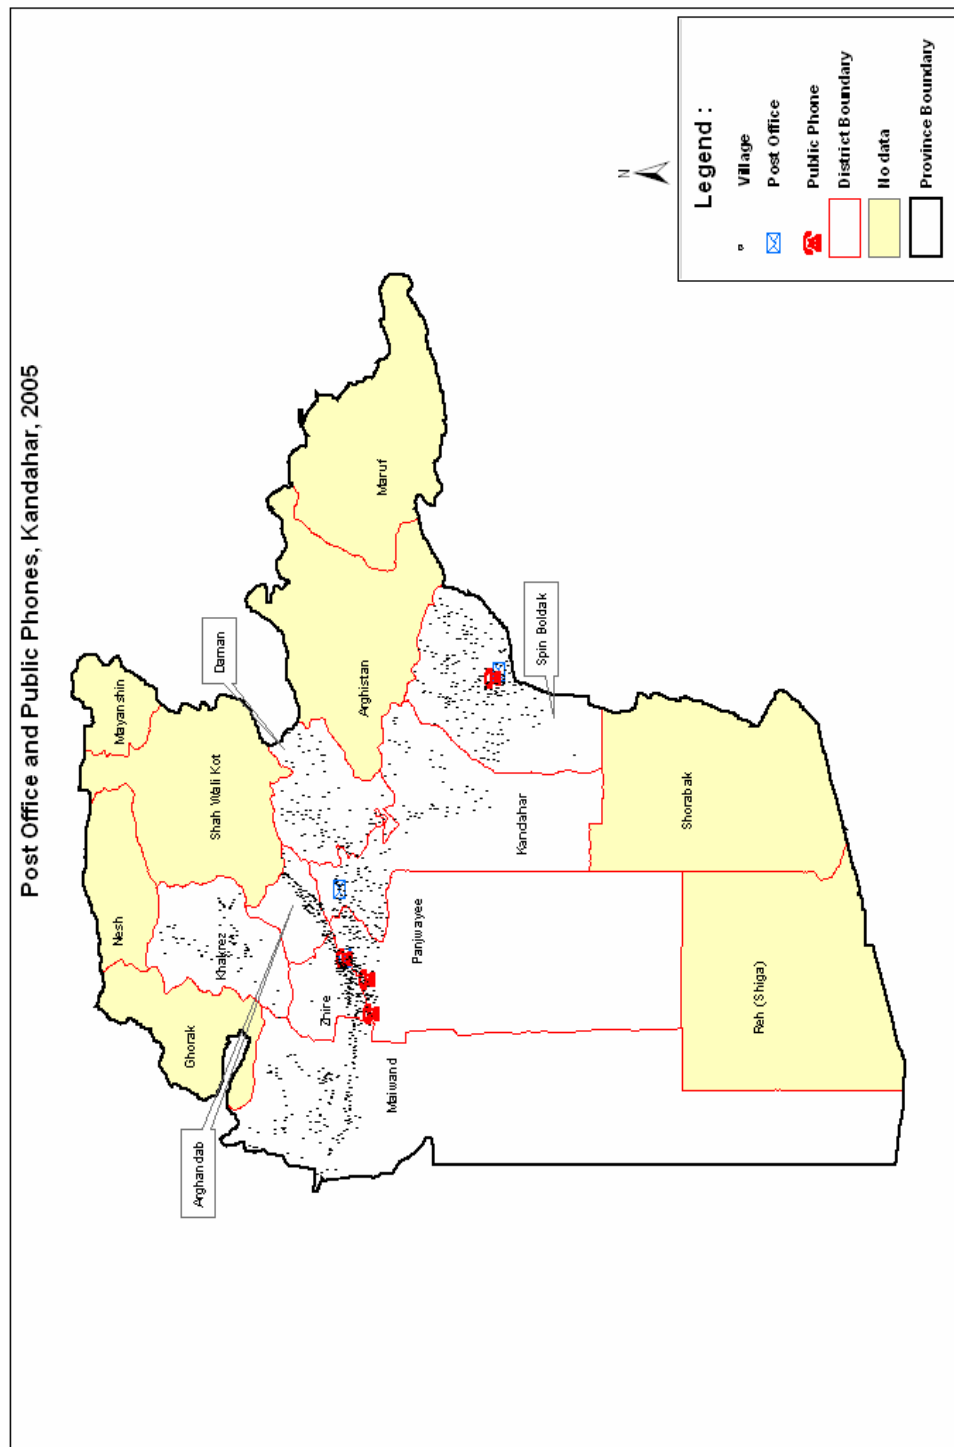 Post Office and Public Phones, Kandahar, 2005
Mayanshin
Nesh
Shah Wali Kot
Ghorak
Khakrez
Daman
Arghandab
Zhire
Arghistan
Maruf
Maiwand
Panjwayee
Kandahar
Spin Boldak
Shorabak
Reh (Shiga)
N
Legend :
Village
Post Office
Public Phone
District Boundary
No data
Province Boundary